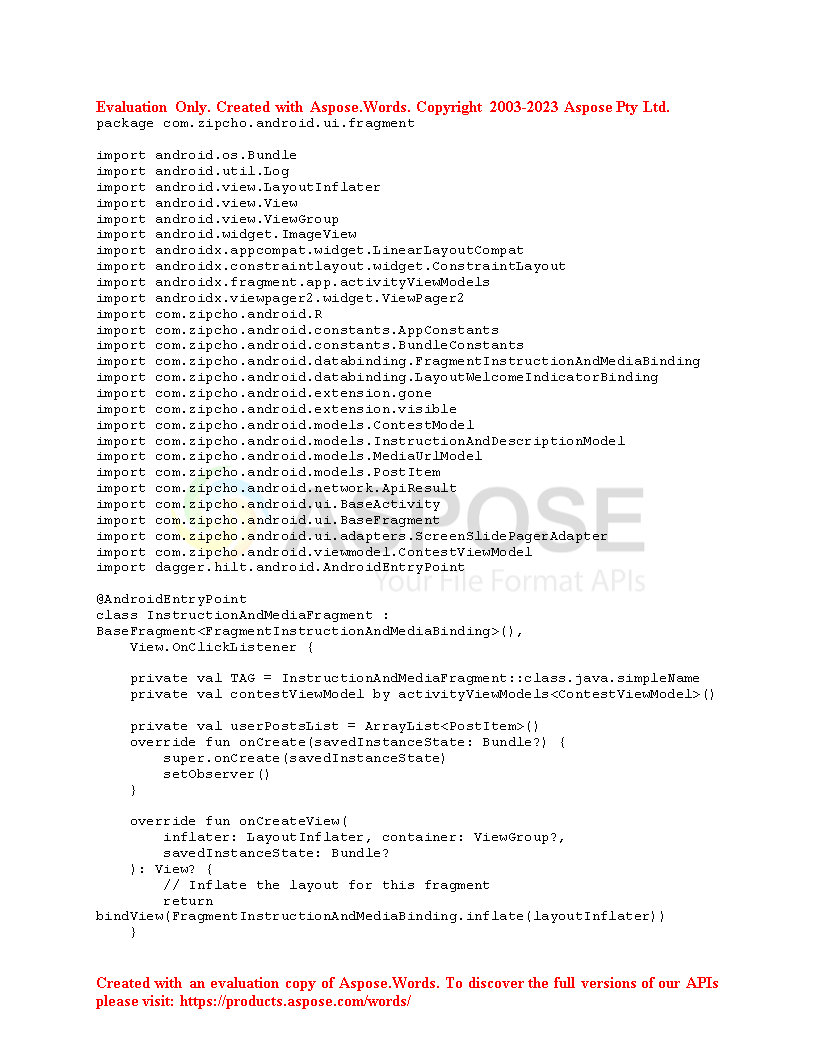 Evaluation Only. Created with Aspose.Words. Copyright 2003-2023 Aspose Pty Ltd.
package com.zipcho.android.ui.fragment

import android.os.Bundle
import android.util.Log
import android.view.LayoutInflater
import android.view.View
import android.view.ViewGroup
import android.widget.ImageView
import androidx.appcompat.widget.LinearLayoutCompat
import androidx.constraintlayout.widget.ConstraintLayout
import androidx.fragment.app.activityViewModels
import androidx.viewpager2.widget.ViewPager2
import com.zipcho.android.R
import com.zipcho.android.constants.AppConstants
import com.zipcho.android.constants.BundleConstants
import com.zipcho.android.databinding.FragmentInstructionAndMediaBinding
import com.zipcho.android.databinding.LayoutWelcomeIndicatorBinding
import com.zipcho.android.extension.gone
import com.zipcho.android.extension.visible
import com.zipcho.android.models.ContestModel
import com.zipcho.android.models.InstructionAndDescriptionModel
import com.zipcho.android.models.MediaUrlModel
import com.zipcho.android.models.PostItem
import com.zipcho.android.network.ApiResult
import com.zipcho.android.ui.BaseActivity
import com.zipcho.android.ui.BaseFragment
import com.zipcho.android.ui.adapters.ScreenSlidePagerAdapter
import com.zipcho.android.viewmodel.ContestViewModel
import dagger.hilt.android.AndroidEntryPoint
ASPOSE
Your File Format APIs

@AndroidEntryPoint
class InstructionAndMediaFragment :
BaseFragment<FragmentInstructionAndMediaBinding>(),
    View.OnClickListener {

    private val TAG = InstructionAndMediaFragment::class.java.simpleName
    private val contestViewModel by activityViewModels<ContestViewModel>()

    private val userPostsList = ArrayList<PostItem>()
    override fun onCreate(savedInstanceState: Bundle?) {
        super.onCreate(savedInstanceState)
        setObserver()
    }

    override fun onCreateView(
        inflater: LayoutInflater, container: ViewGroup?,
        savedInstanceState: Bundle?
    ): View? {
        // Inflate the layout for this fragment
        return
bindView(FragmentInstructionAndMediaBinding.inflate(layoutInflater))
    }

Created with an evaluation copy of Aspose.Words. To discover the full versions of our APIs
please visit: https://products.aspose.com/words/